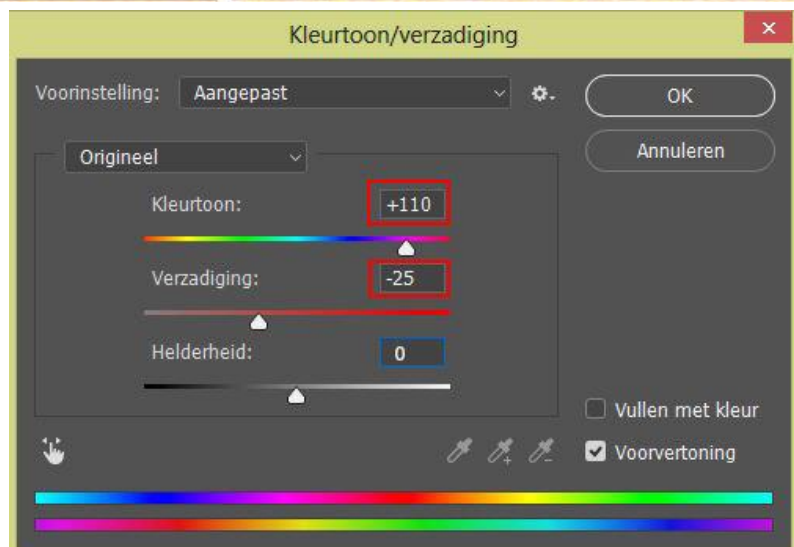 Kleurtoon/verzadiging
Voorinstelling: Aangepast
OK
Origineel
Annuleren
Kleurtoon: +110
Verzadiging: -25
Helderheid: 0
Vullen met kleur
Voorvertoning